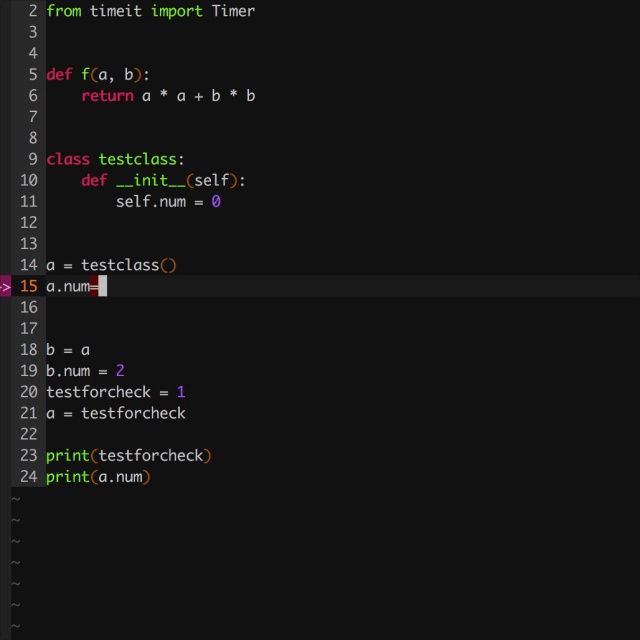 2 from timeit import Timer
3
4
5 def f(a, b):
6     return a * a + b * b
7
8
9 class testclass:
10     def __init__(self):
11         self.num = 0
12
13
14 a = testclass()
-> 15 a.num=
16
17
18 b = a
19 b.num = 2
20 testforcheck = 1
21 a = testforcheck
22
23 print(testforcheck)
24 print(a.num)
~
~
~
~
~
~
~